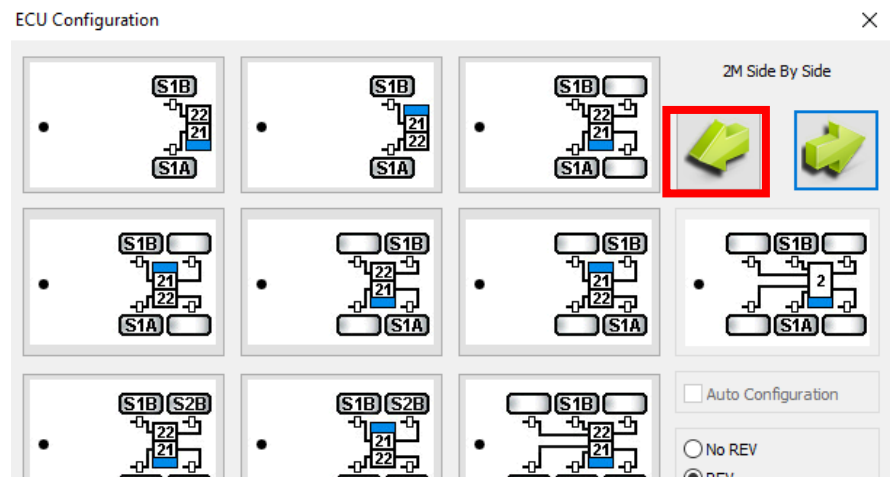 ECU Configuration
S1B
22
21
S1A
S1B
21
22
S1A
S1B
22
21
S1A
2M Side By Side
S1B
21
22
S1A
S1B
22
21
S1A
S1B
21
22
S1A
S1B
2
S1A
S1B S2B
22
21
S1B S2B
21
22
S1B
22
21
Auto Configuration
No REV
REV